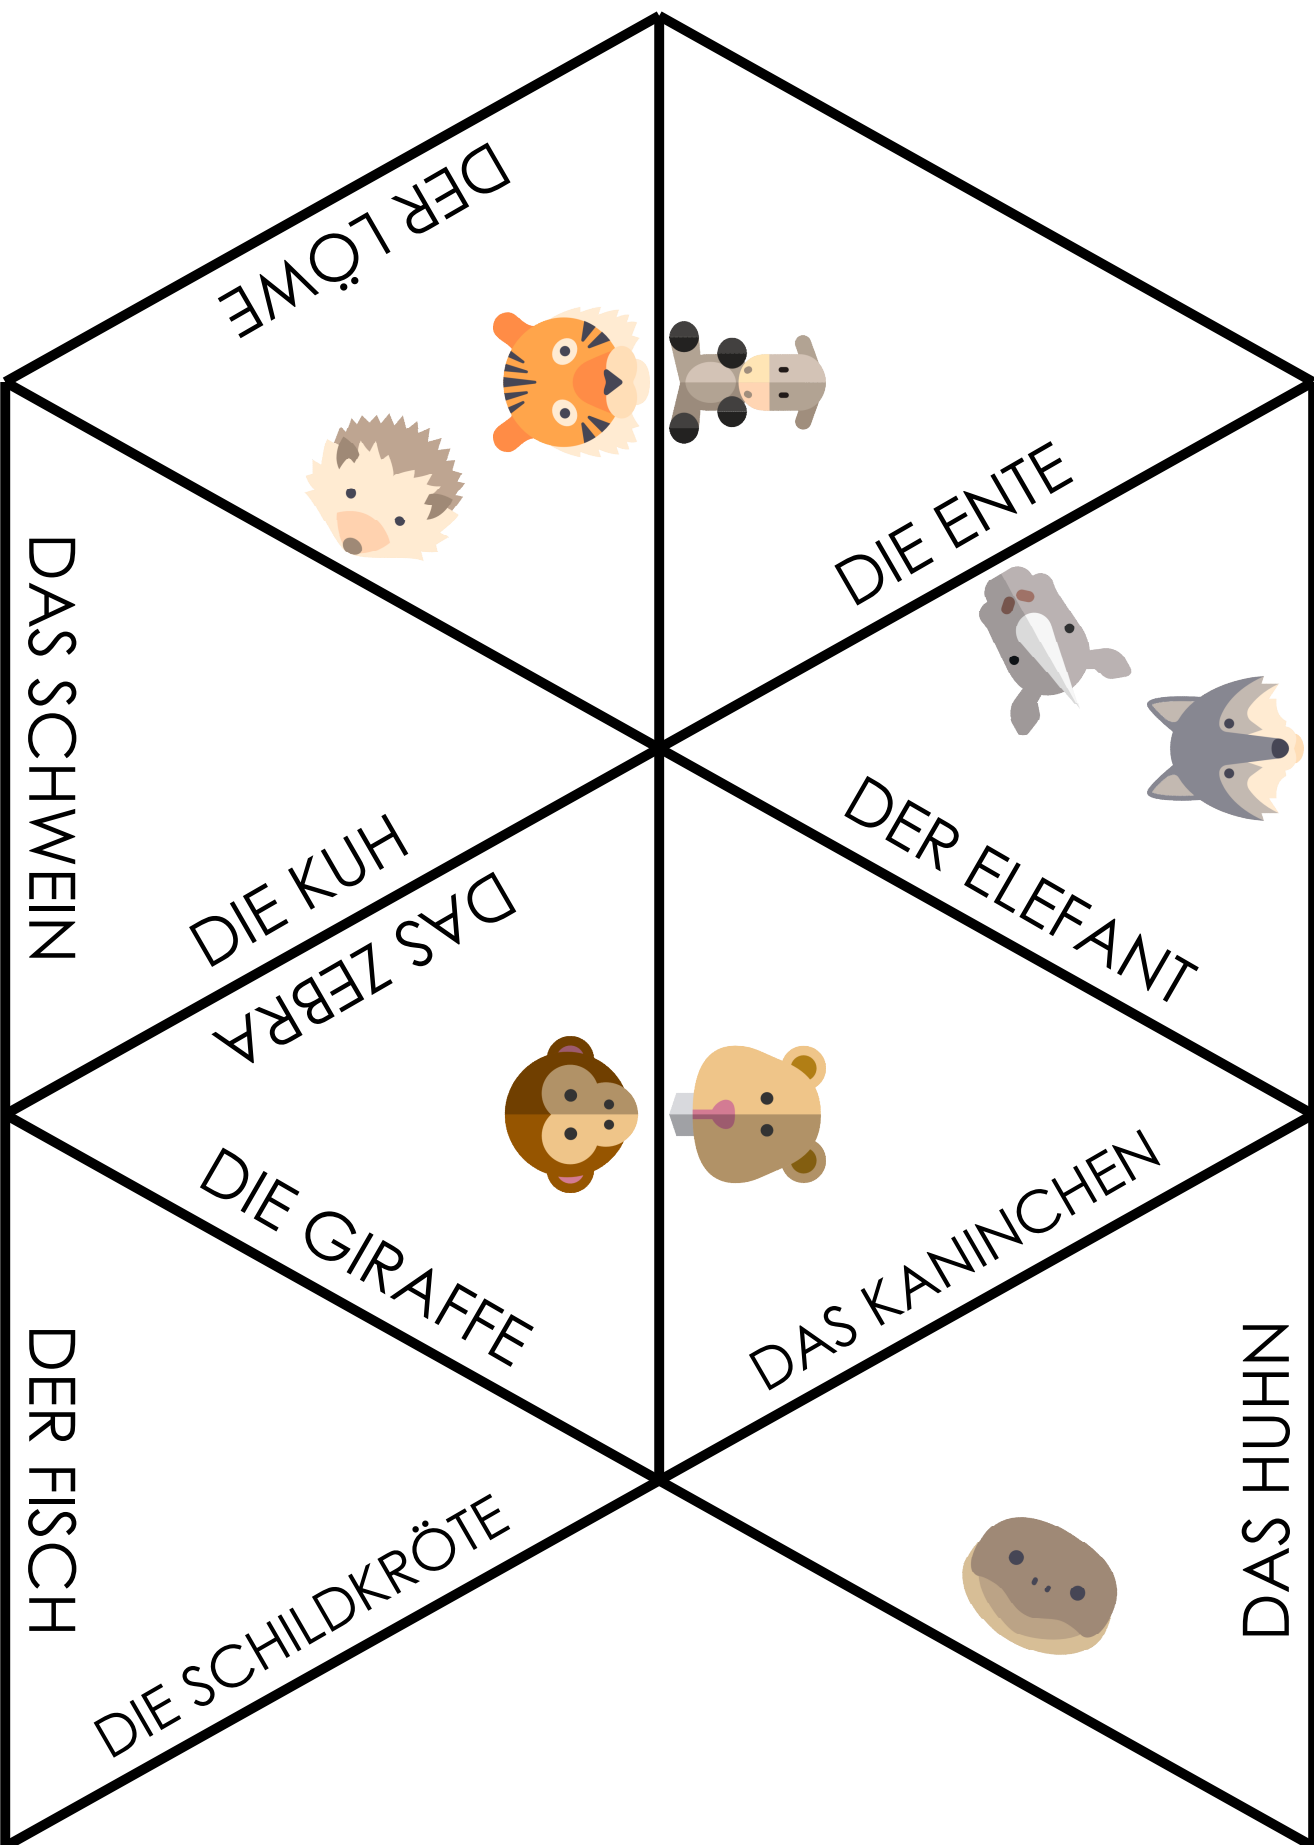 DER LÖWE
DIE ENTE
DAS SCHWEIN
DIE KUH
DER ELEFANT
DAS ZEBRA
DIE GIRAFFE
DAS KANINCHEN
DER FISCH
DAS HUHN
DIE SCHILDKRÖTE